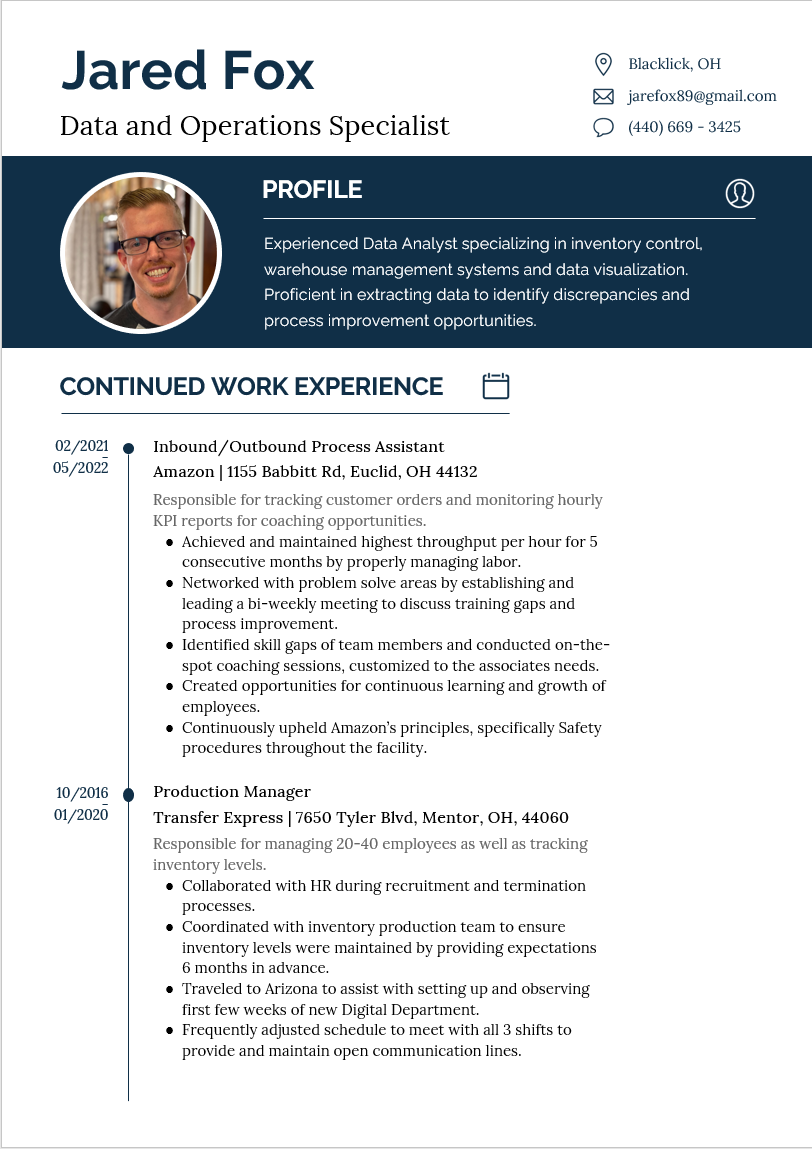 Jared Fox
Data and Operations Specialist
Blacklick, OH
jarefox89@gmail.com
(440) 669 - 3425
PROFILE
Experienced Data Analyst specializing in inventory control,
warehouse management systems and data visualization.
Proficient in extracting data to identify discrepancies and
process improvement opportunities.
CONTINUED WORK EXPERIENCE
02/2021
–
05/2022
Inbound/Outbound Process Assistant
Amazon | 1155 Babbitt Rd, Euclid, OH 44132
Responsible for tracking customer orders and monitoring hourly
KPI reports for coaching opportunities.
● Achieved and maintained highest throughput per hour for 5
consecutive months by properly managing labor.
● Networked with problem solve areas by establishing and
leading a bi-weekly meeting to discuss training gaps and
process improvement.
● Identified skill gaps of team members and conducted on-the-
spot coaching sessions, customized to the associates needs.
● Created opportunities for continuous learning and growth of
employees.
● Continuously upheld Amazon's principles, specifically Safety
procedures throughout the facility.
10/2016
–
01/2020
Production Manager
Transfer Express | 7650 Tyler Blvd, Mentor, OH, 44060
Responsible for managing 20-40 employees as well as tracking
inventory levels.
● Collaborated with HR during recruitment and termination
processes.
● Coordinated with inventory production team to ensure
inventory levels were maintained by providing expectations
6 months in advance.
● Traveled to Arizona to assist with setting up and observing
first few weeks of new Digital Department.
● Frequently adjusted schedule to meet with all 3 shifts to
provide and maintain open communication lines.